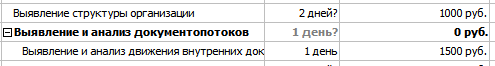 Выявление структуры организации 2 дней? 1000 руб.
Выявление и анализ документопотоков 1 день? 0 руб.
Выявление и анализ движения внутренних док 1 день 1500 руб.